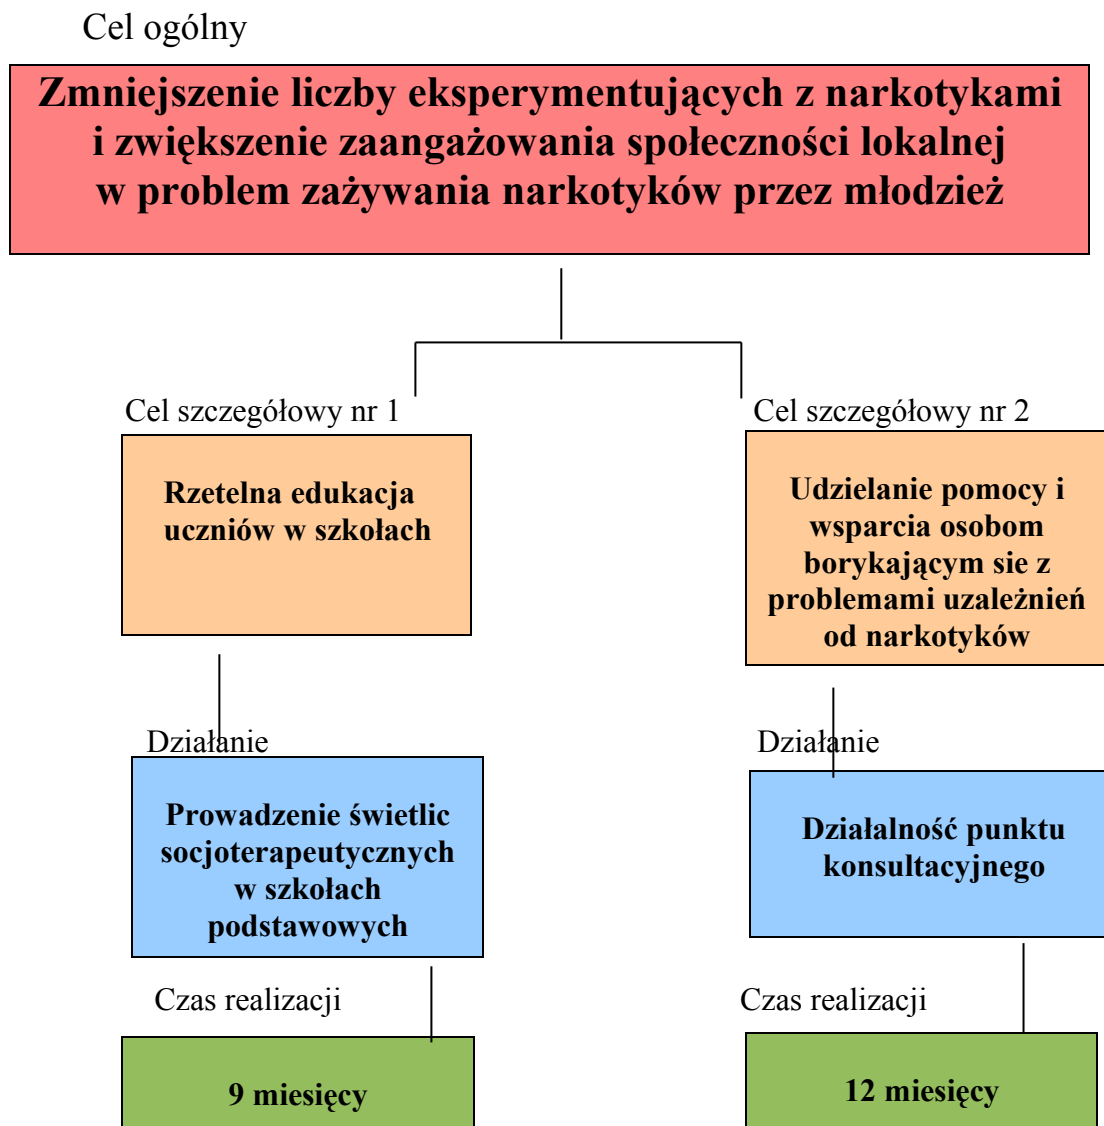 Cel ogólny
Zmniejszenie liczby eksperymentujących z narkotykami
i zwiększenie zaangażowania społeczności lokalnej
w problem zażywania narkotyków przez młodzież
Cel szczegółowy nr 1
Rzetelna edukacja
uczniów w szkołach
Działanie
Prowadzenie świetlic
socjoterapeutycznych
w szkołach
podstawowych
Czas realizacji
9 miesięcy
Cel szczegółowy nr 2
Udzielanie pomocy i
wsparcia osobom
borykającym sie z
problemami uzależnień
od narkotyków
Działanie
Działalność punktu
konsultacyjnego
Czas realizacji
12 miesięcy